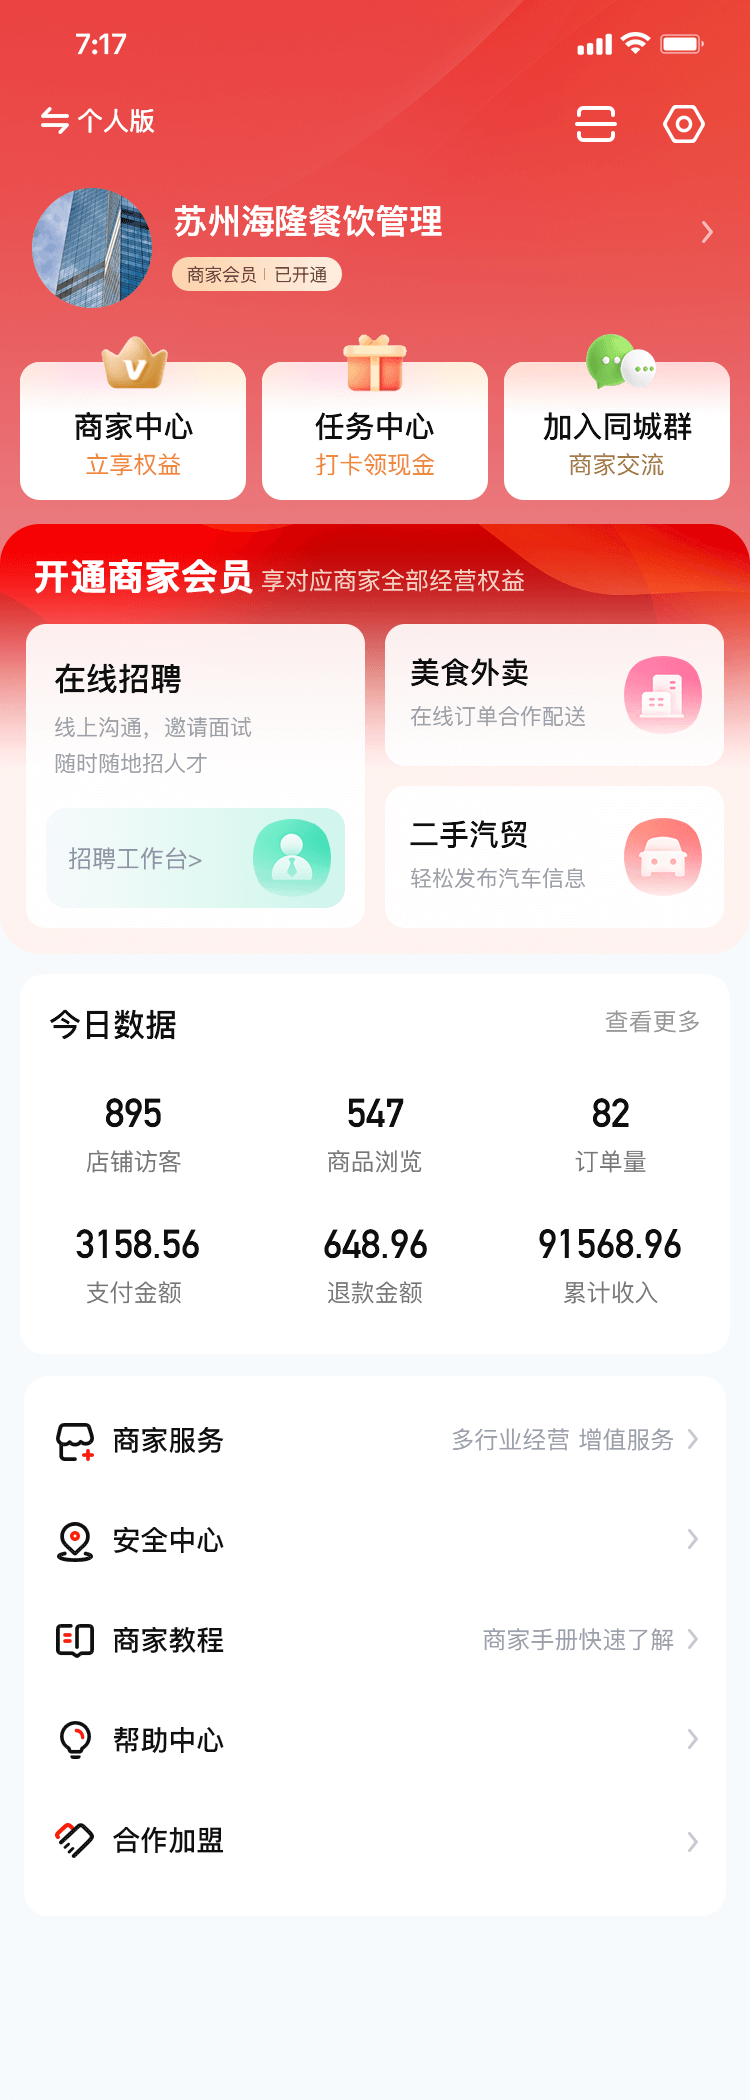 7:17
个人版
苏州海隆餐饮管理
商家会员 | 已开通
商家中心
立享权益
任务中心
打卡领现金
加入同城群
商家交流
开通商家会员 享对应商家全部经营权益
在线招聘
线上沟通，邀请面试
随时随地招人才
招聘工作台>
美食外卖
在线订单合作配送
二手汽贸
轻松发布汽车信息
今日数据
查看更多
895
547
82
店铺访客
商品浏览
订单量
3158.56
648.96
91568.96
支付金额
退款金额
累计收入
商家服务
多行业经营 增值服务
安全中心
商家教程
商家手册快速了解
帮助中心
合作加盟